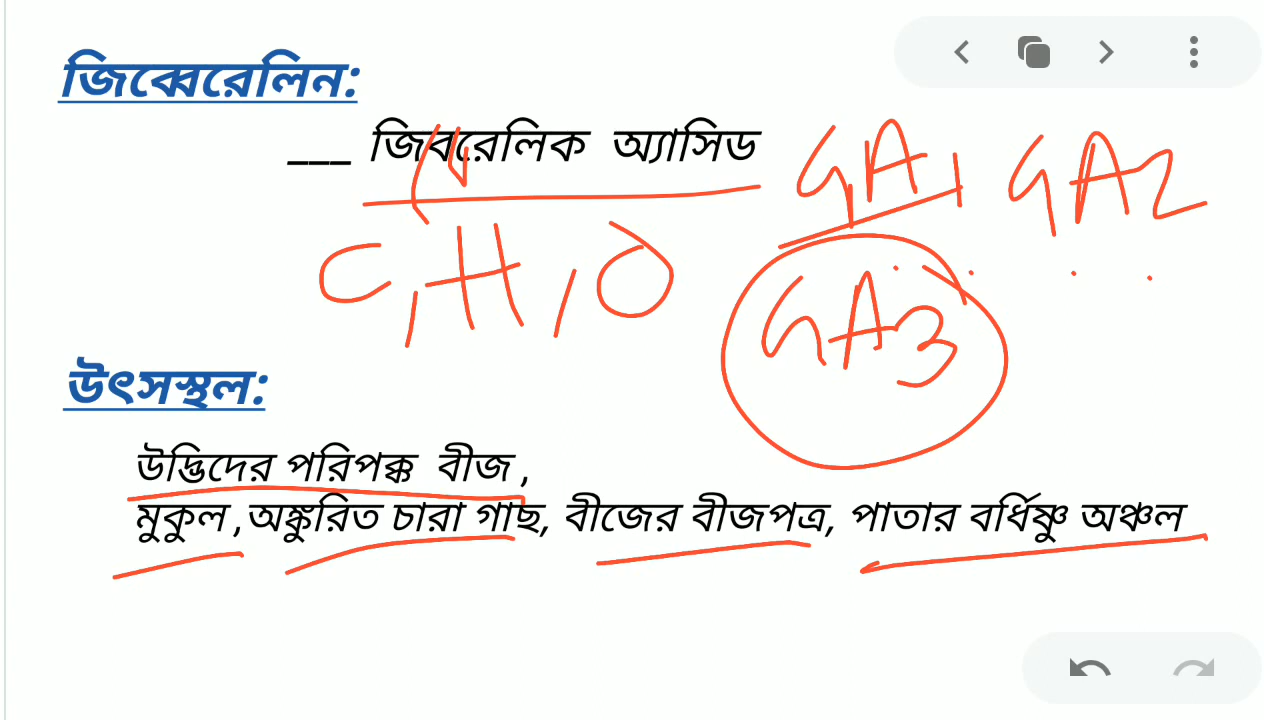 জিব্বেরেলিন:
___ জিবরেলিক অ্যাসিড
GA1 GA2
C, H, O
GA3
উৎসস্থল:
উদ্ভিদের পরিপক্ক বীজ ,
মুকুল ,অঙ্কুরিত চারা গাছ, বীজের বীজপত্র, পাতার বর্ধিষ্ণু অঞ্চল